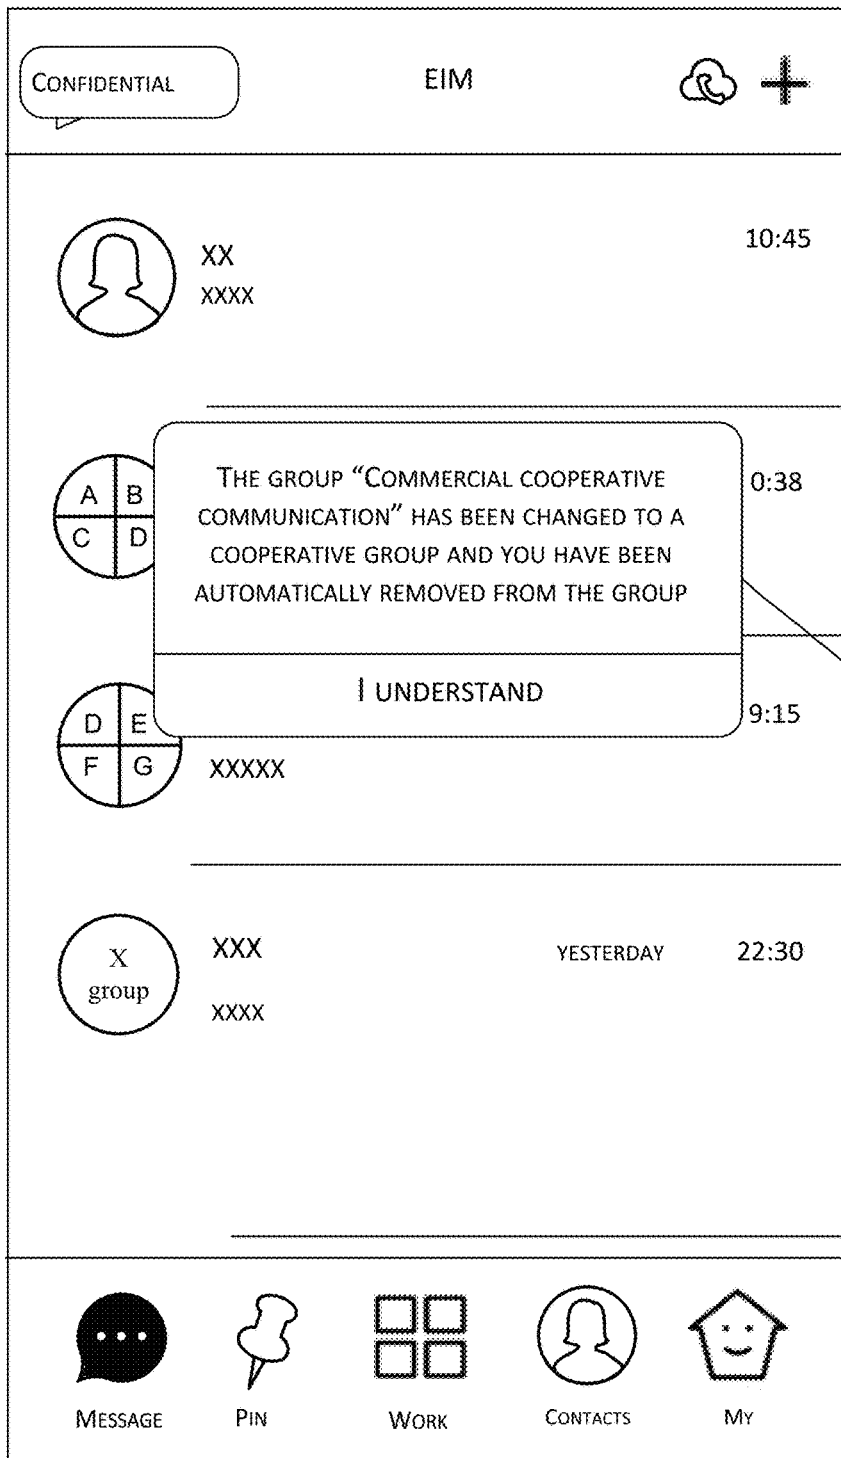 CONFIDENTIAL EIM
XX 10:45
XXXX
A B 0:38
C D
THE GROUP “COMMERCIAL COOPERATIVE
COMMUNICATION” HAS BEEN CHANGED TO A
COOPERATIVE GROUP AND YOU HAVE BEEN
AUTOMATICALLY REMOVED FROM THE GROUP
I UNDERSTAND
D E 9:15
F G XXXXX
X
group
XXX YESTERDAY 22:30
XXXX
MESSAGE PIN WORK CONTACTS MY